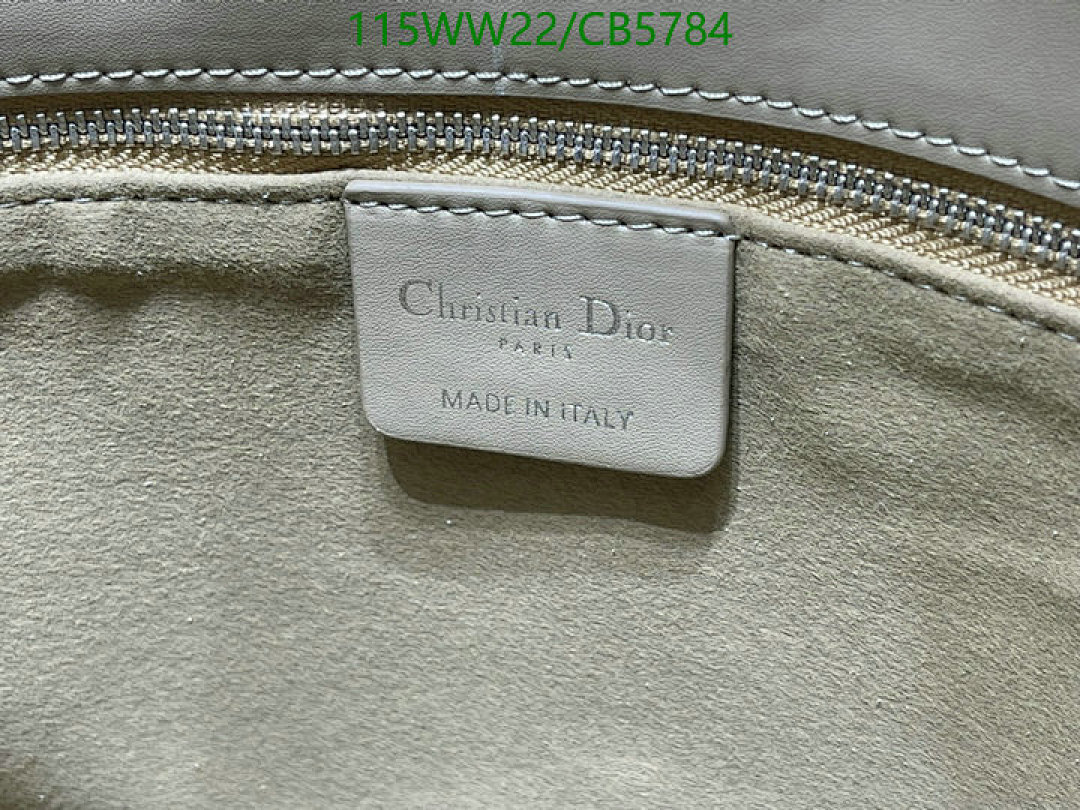 115WW22/CB5784
Christian Dior
PARIS
MADE IN ITALY